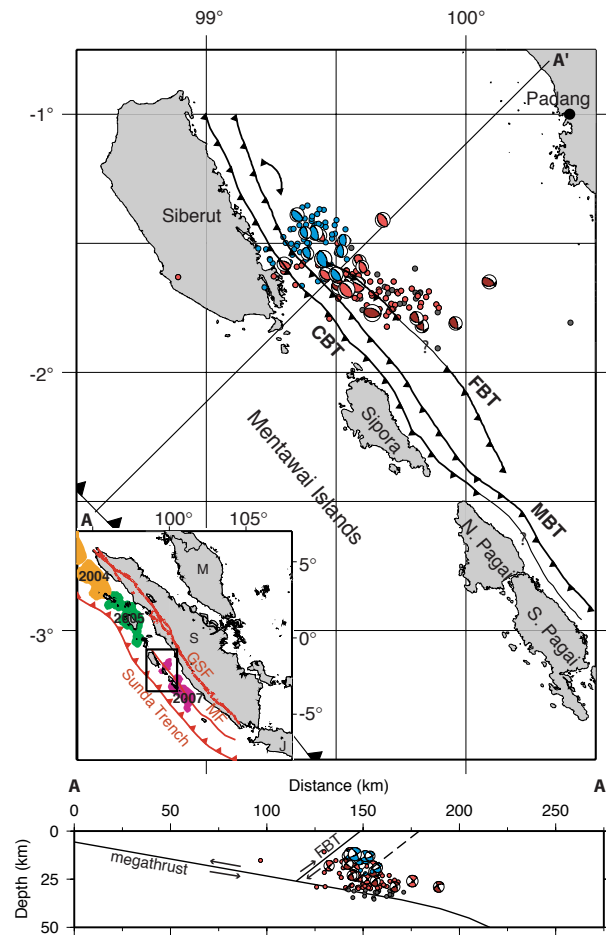 99°
100°
A'
Padang
-1°
Siberut
CBT
-2°
?
FBT
Sipora
Mentawai Islands
MBT
A
100°
105°
N. Pagai
?
5°
M
2004
2005
S. Pagai
-3°
S
0°
GSF
2007
MF
Sunda Trench
-5°
J
A
Distance (km)
A'
0
50
100
150
200
250
0
FBT
megathrust
25
50
Depth (km)